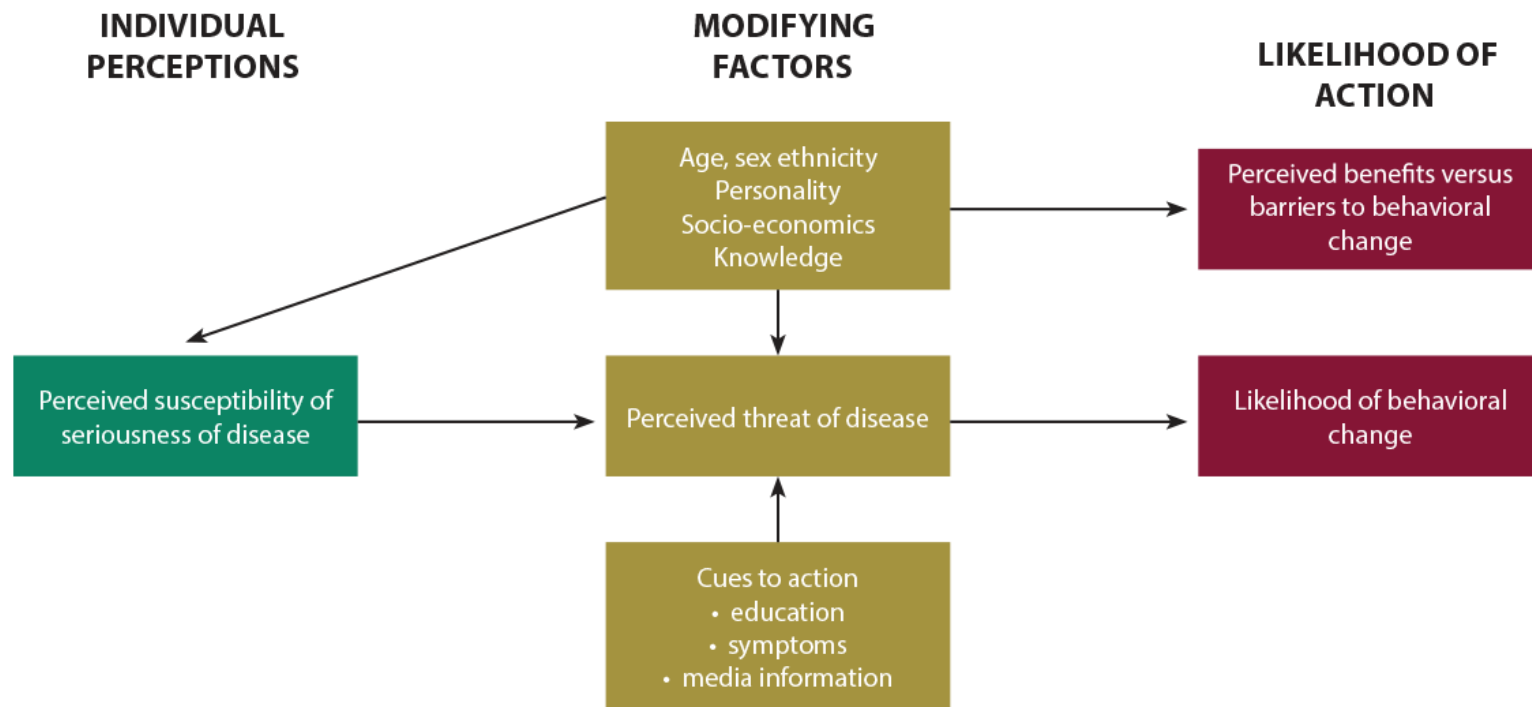 INDIVIDUAL
PERCEPTIONS
MODIFYING
FACTORS
LIKELIHOOD OF
ACTION
Age, sex ethnicity
Personality
Socio-economics
Knowledge
Perceived benefits versus
barriers to behavioral
change
Perceived susceptibility of
seriousness of disease
Perceived threat of disease
Likelihood of behavioral
change
Cues to action
• education
• symptoms
• media information